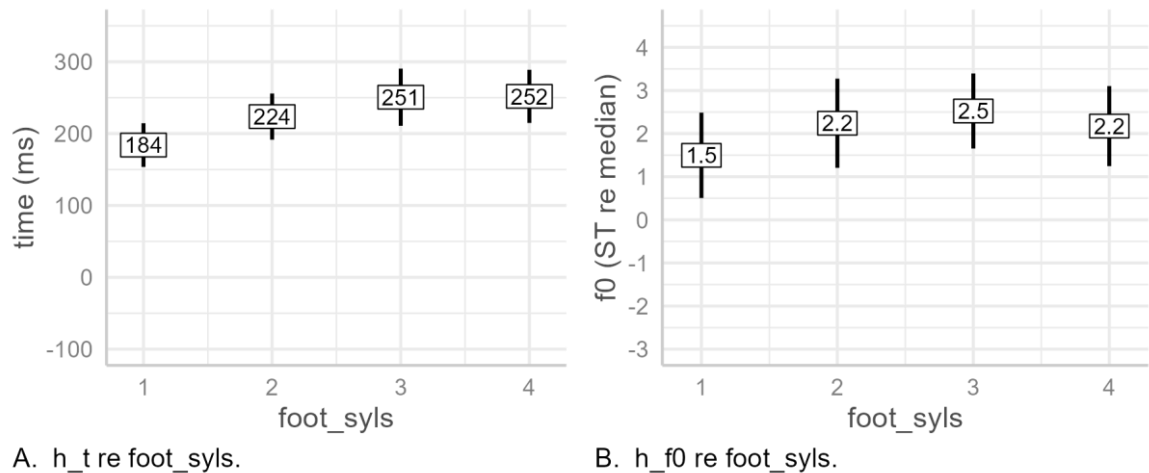 time (ms)
300
200
100
0
-100
184
224
251
252
1 2 3 4
foot_syls
A. h_t re foot_syls.
f0 (ST re median)
4
3
2
1
0
-1
-2
-3
1.5
2.2
2.5
2.2
1 2 3 4
foot_syls
B. h_f0 re foot_syls.